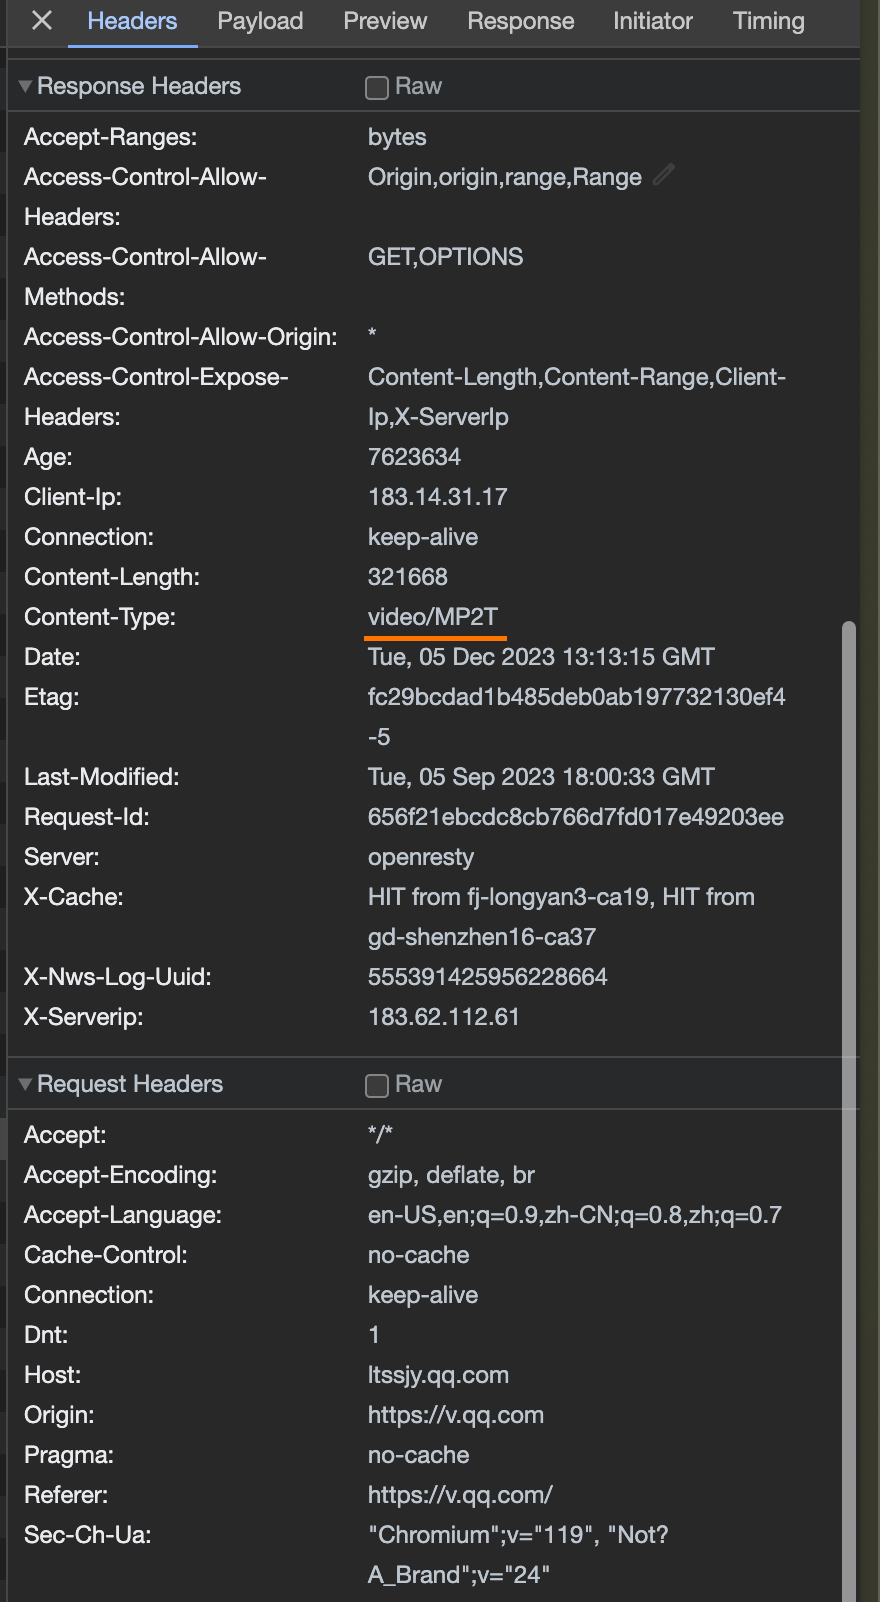 Headers Payload Preview Response Initiator Timing
Response Headers Raw
Accept-Ranges: bytes
Access-Control-Allow- Origin,origin,range,Range
Headers:
Access-Control-Allow- GET,OPTIONS
Methods:
Access-Control-Allow-Origin: *
Access-Control-Expose- Content-Length,Content-Range,Client-
Headers: Ip,X-ServerIp
Age: 7623634
Client-Ip: 183.14.31.17
Connection: keep-alive
Content-Length: 321668
Content-Type: video/MP2T
Date: Tue, 05 Dec 2023 13:13:15 GMT
Etag: fc29bcdad1b485deb0ab197732130ef4
-5
Last-Modified: Tue, 05 Sep 2023 18:00:33 GMT
Request-Id: 656f21ebcdc8cb766d7fd017e49203ee
Server: openresty
X-Cache: HIT from fj-longyan3-ca19, HIT from
gd-shenzhen16-ca37
X-Nws-Log-Uuid: 555391425956228664
X-Serverip: 183.62.112.61
Request Headers Raw
Accept: */*
Accept-Encoding: gzip, deflate, br
Accept-Language: en-US,en;q=0.9,zh-CN;q=0.8,zh;q=0.7
Cache-Control: no-cache
Connection: keep-alive
Dnt: 1
Host: ltssjy.qq.com
Origin: https://v.qq.com
Pragma: no-cache
Referer: https://v.qq.com/
Sec-Ch-Ua: "Chromium";v="119", "Not?
A_Brand";v="24"